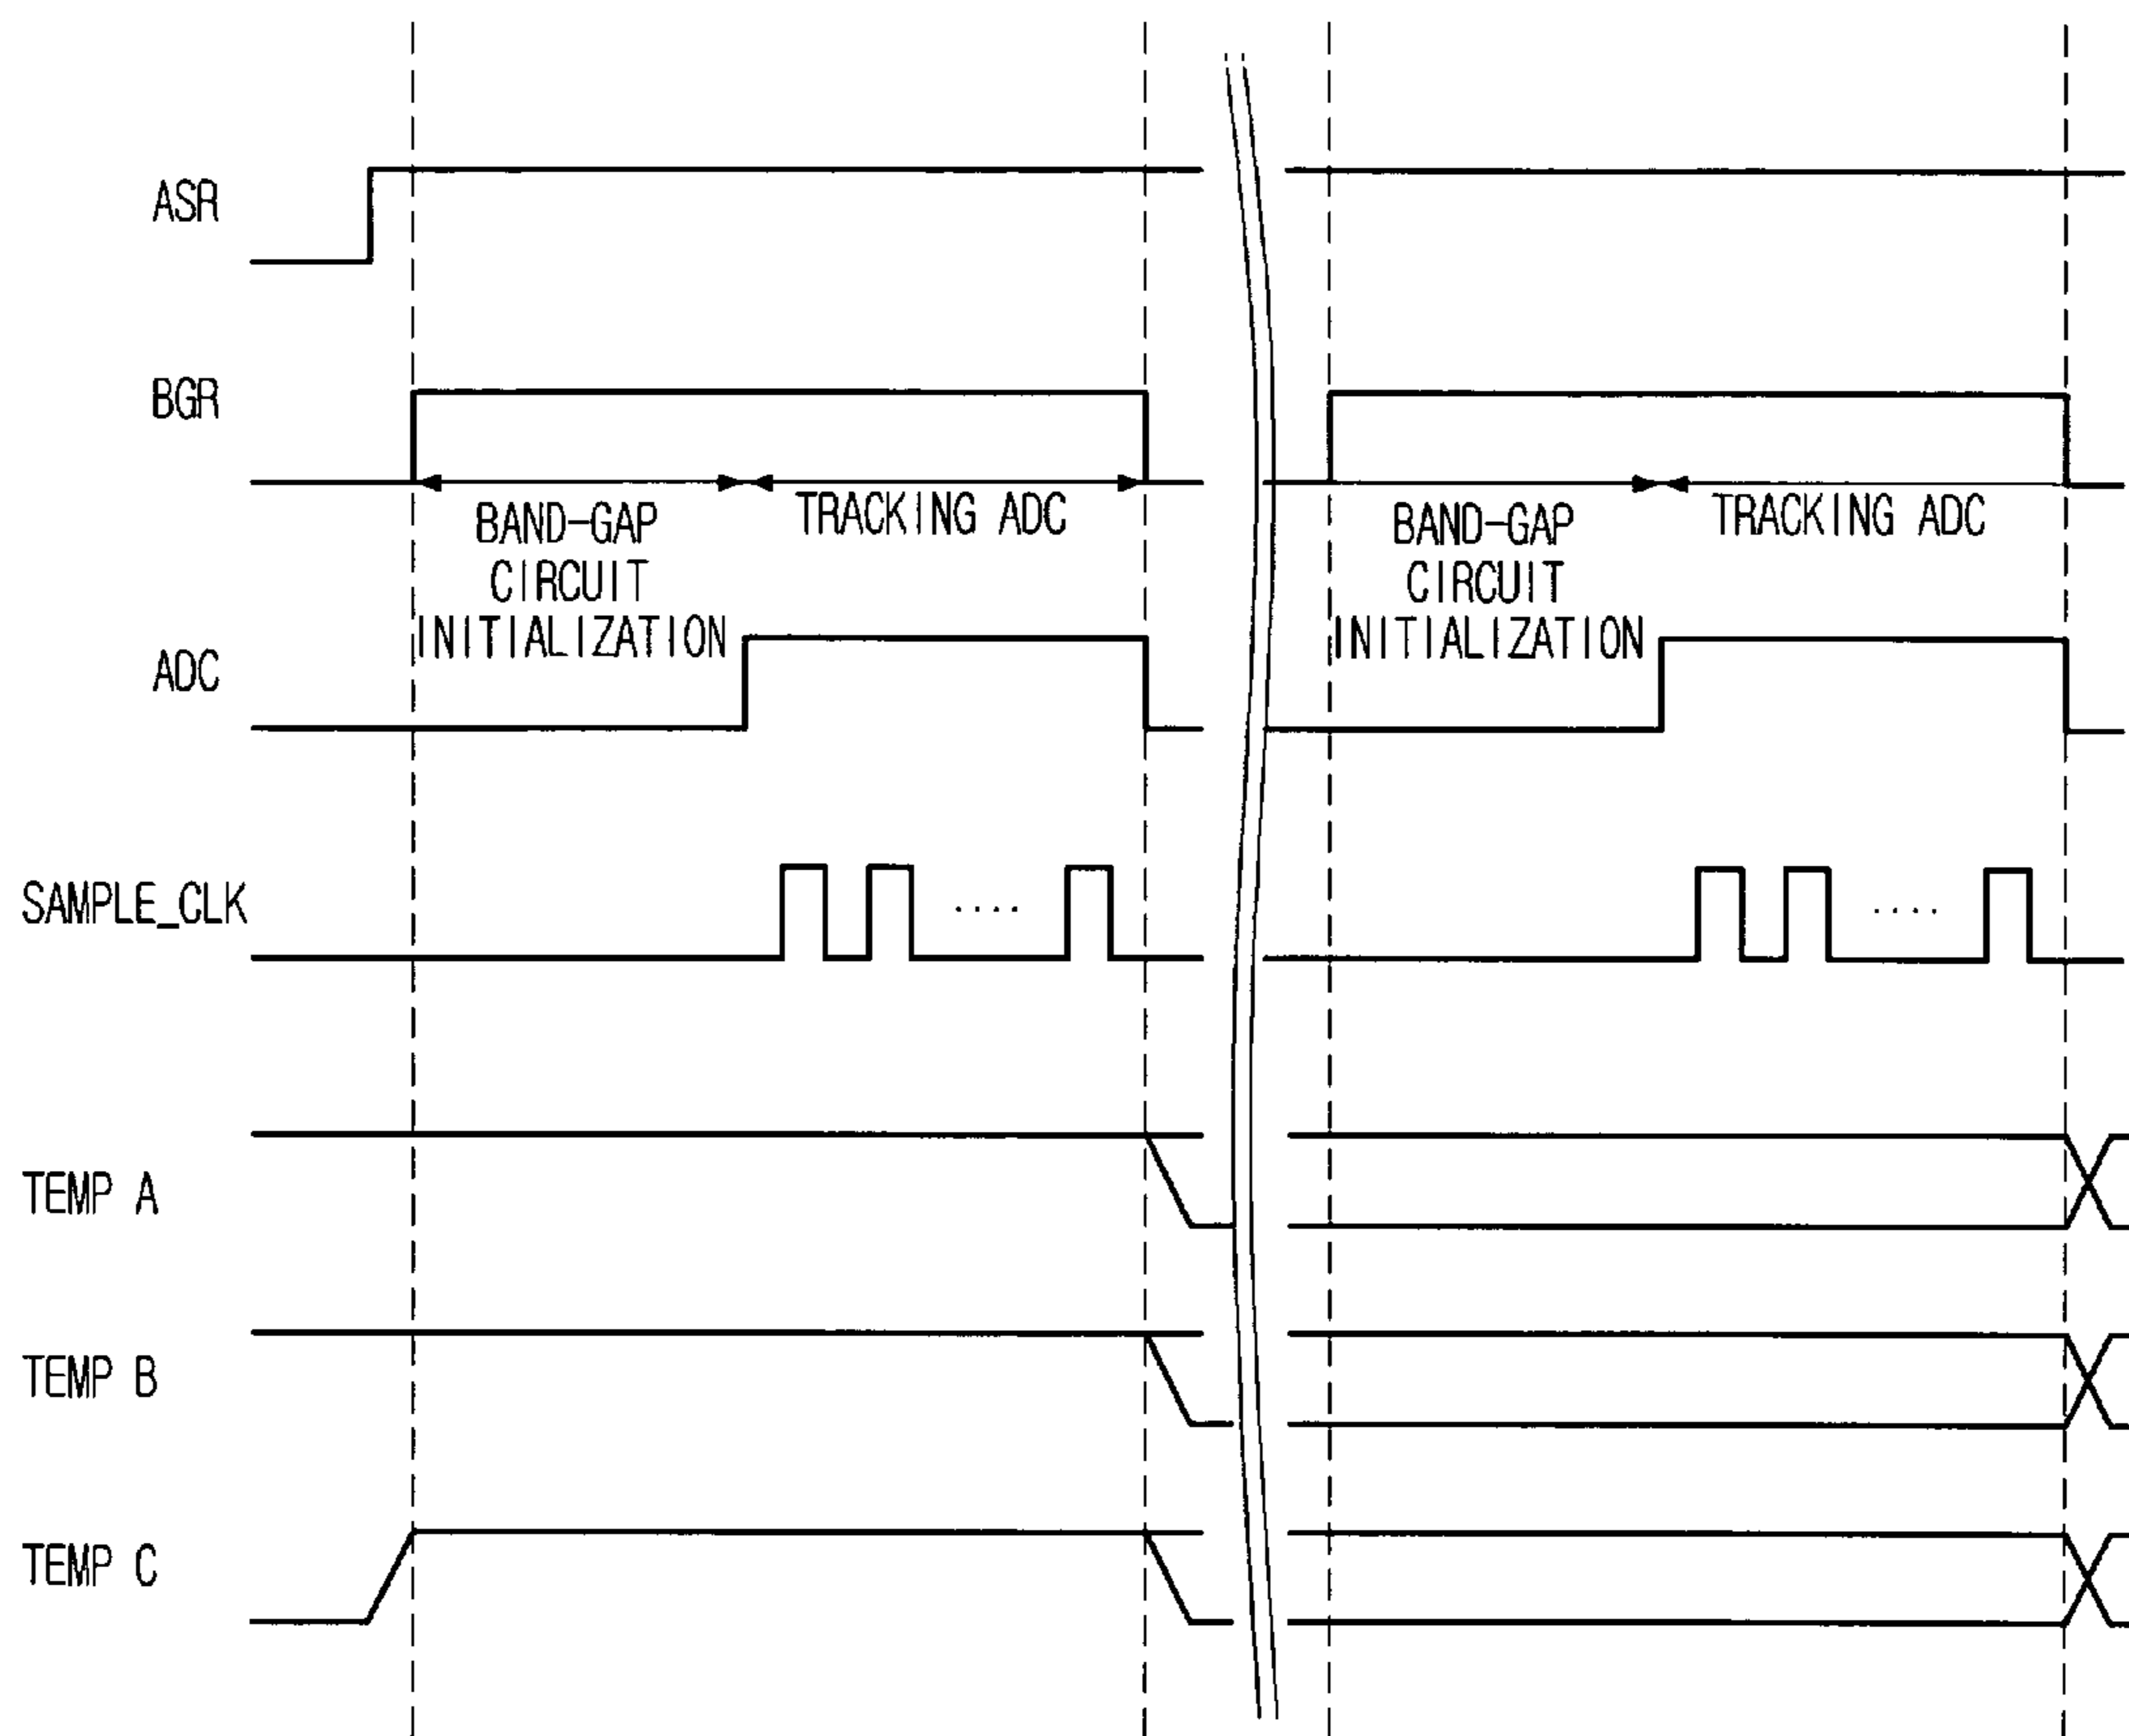 ASR
BGR
BAND-GAP
CIRCUIT
INITIALIZATION
TRACKING ADC
BAND-GAP
CIRCUIT
INITIALIZATION
TRACKING ADC
ADC
SAMPLE_CLK
....
....
TEMP A
TEMP B
TEMP C